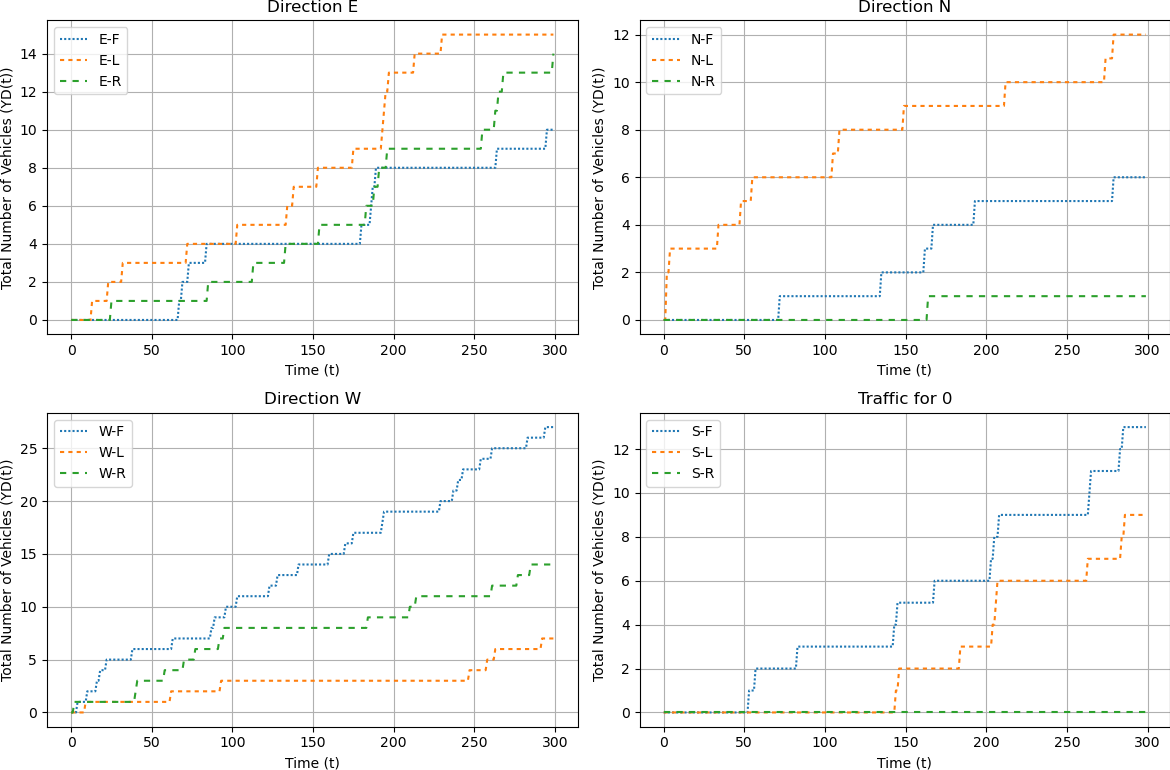 Direction E
Total Number of Vehicles (YD(t))
14
12
10
8
6
4
2
0
E-F
E-L
E-R
0 50 100 150 200 250 300
Time (t)
Direction N
Total Number of Vehicles (YD(t))
12
10
8
6
4
2
0
N-F
N-L
N-R
0 50 100 150 200 250 300
Time (t)
Direction W
Total Number of Vehicles (YD(t))
25
20
15
10
5
0
W-F
W-L
W-R
0 50 100 150 200 250 300
Time (t)
Traffic for 0
Total Number of Vehicles (YD(t))
12
10
8
6
4
2
0
S-F
S-L
S-R
0 50 100 150 200 250 300
Time (t)